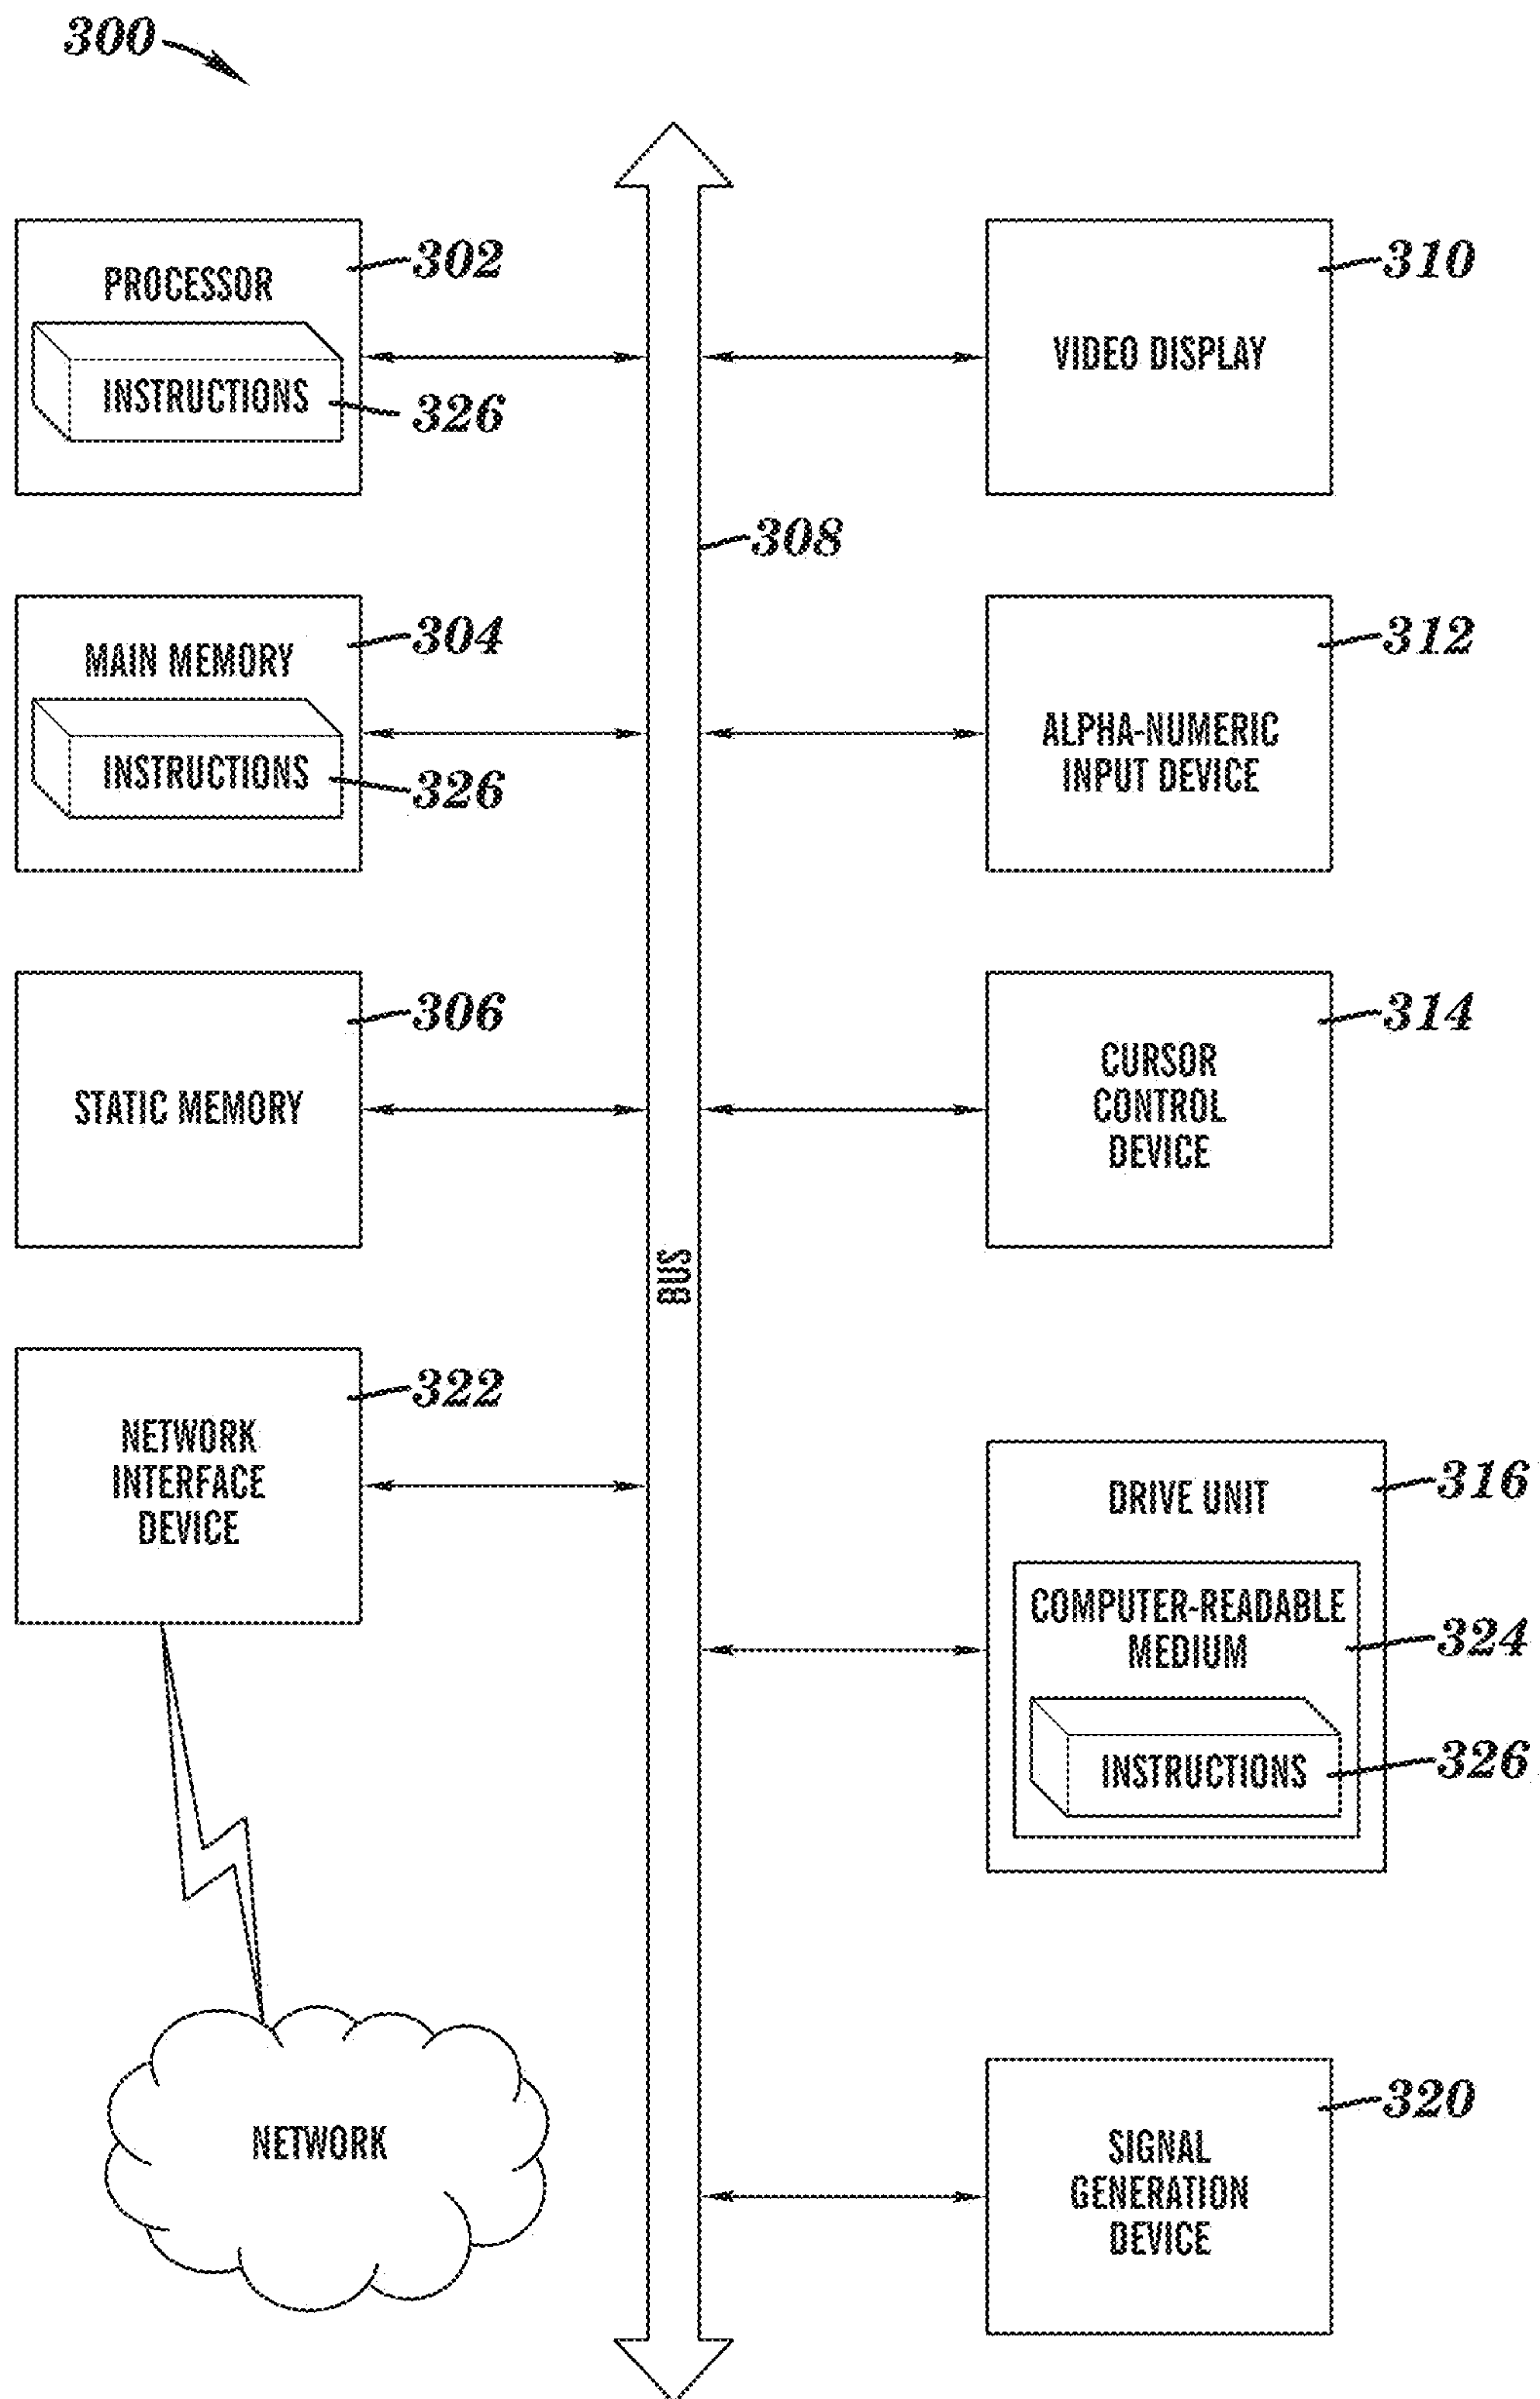 300
PROCESSOR
302
INSTRUCTIONS
326
MAIN MEMORY
304
INSTRUCTIONS
326
STATIC MEMORY
306
NETWORK
INTERFACE
DEVICE
322
NETWORK
BUS
308
VIDEO DISPLAY
310
ALPHA-NUMERIC
INPUT DEVICE
312
CURSOR
CONTROL
DEVICE
314
DRIVE UNIT
316
COMPUTER-READABLE
MEDIUM
324
INSTRUCTIONS
326
SIGNAL
GENERATION
DEVICE
320